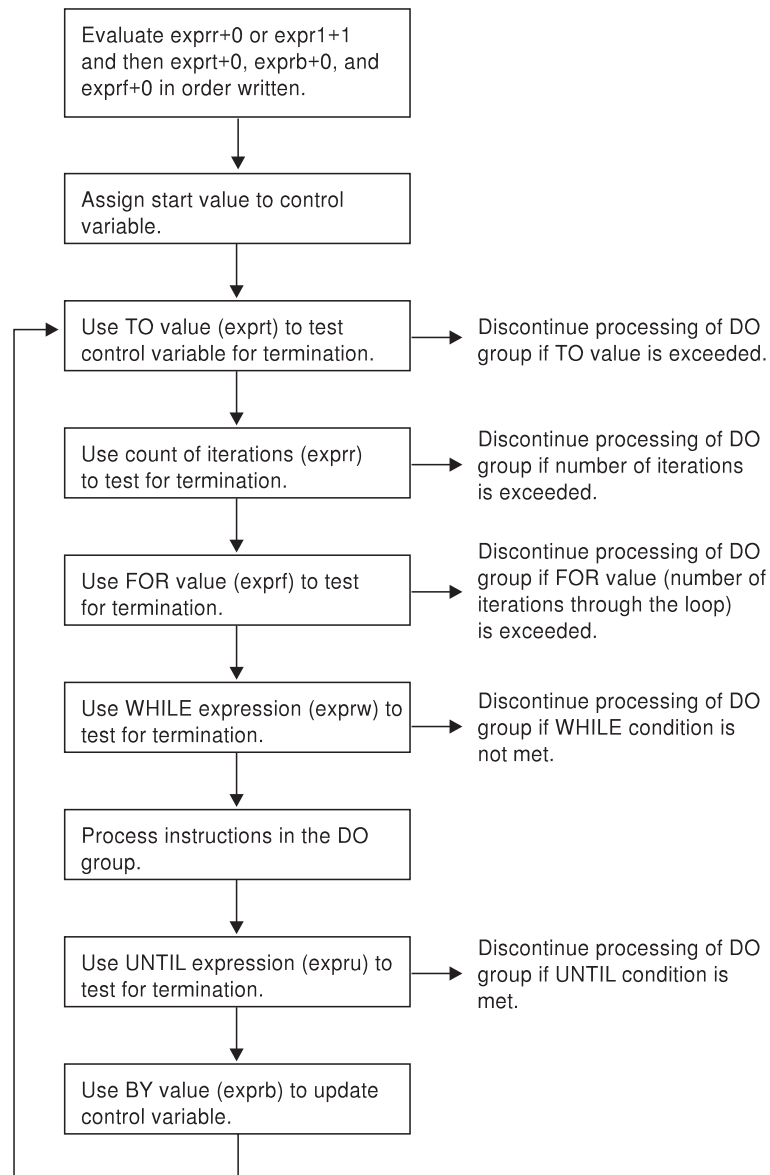 Evaluate exprr+0 or expr1+1
and then exprt+0, exprb+0, and
exprf+0 in order written.
Assign start value to control
variable.
Use TO value (exprt) to test
control variable for termination.
Discontinue processing of DO
group if TO value is exceeded.
Use count of iterations (exprr)
to test for termination.
Discontinue processing of DO
group if number of iterations
is exceeded.
Use FOR value (exprf) to test
for termination.
Discontinue processing of DO
group if FOR value (number of
iterations through the loop)
is exceeded.
Use WHILE expression (exprw) to
test for termination.
Discontinue processing of DO
group if WHILE condition is
not met.
Process instructions in the DO
group.
Use UNTIL expression (expru) to
test for termination.
Discontinue processing of DO
group if UNTIL condition is
met.
Use BY value (exprb) to update
control variable.